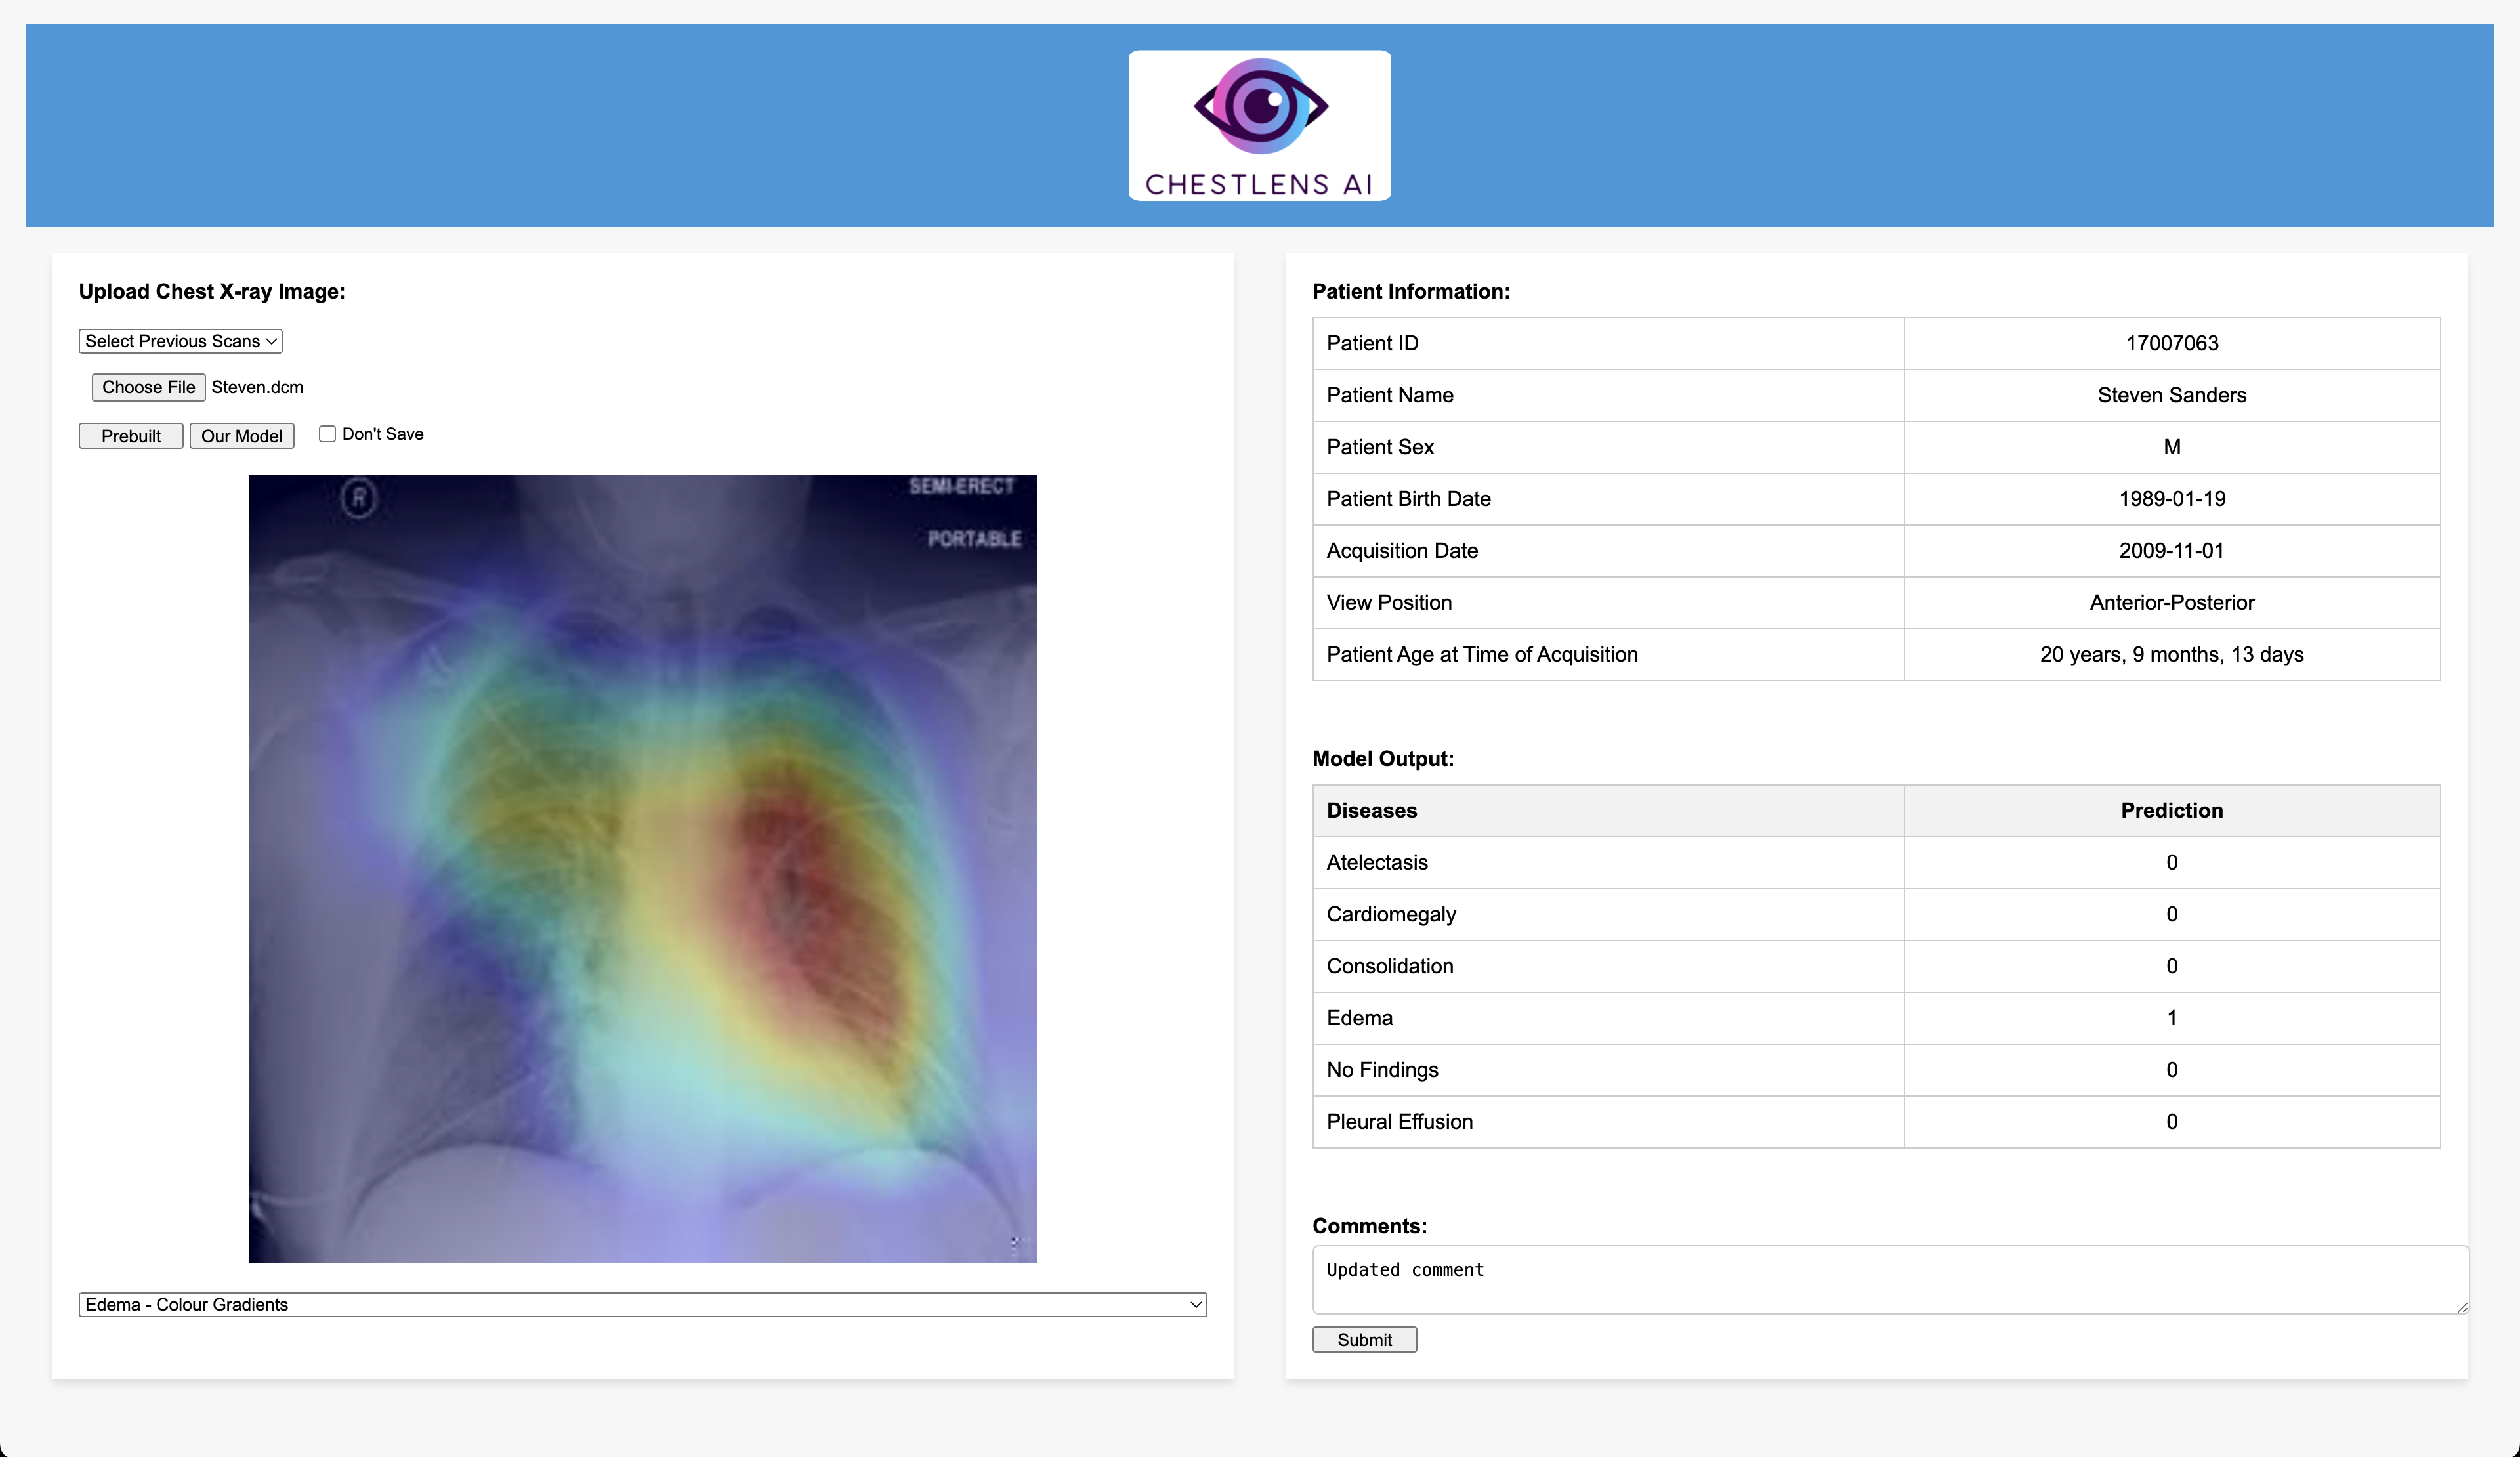 CHESTLENS AI
Upload Chest X-ray Image:
Select Previous Scans
Choose File Steven.dcm
Prebuilt Our Model Don't Save
R
SEMI-ERECT
PORTABLE
Edema - Colour Gradients
Patient Information:
Patient ID 17007063
Patient Name Steven Sanders
Patient Sex M
Patient Birth Date 1989-01-19
Acquisition Date 2009-11-01
View Position Anterior-Posterior
Patient Age at Time of Acquisition 20 years, 9 months, 13 days
Model Output:
Diseases Prediction
Atelectasis 0
Cardiomegaly 0
Consolidation 0
Edema 1
No Findings 0
Pleural Effusion 0
Comments:
Updated comment
Submit